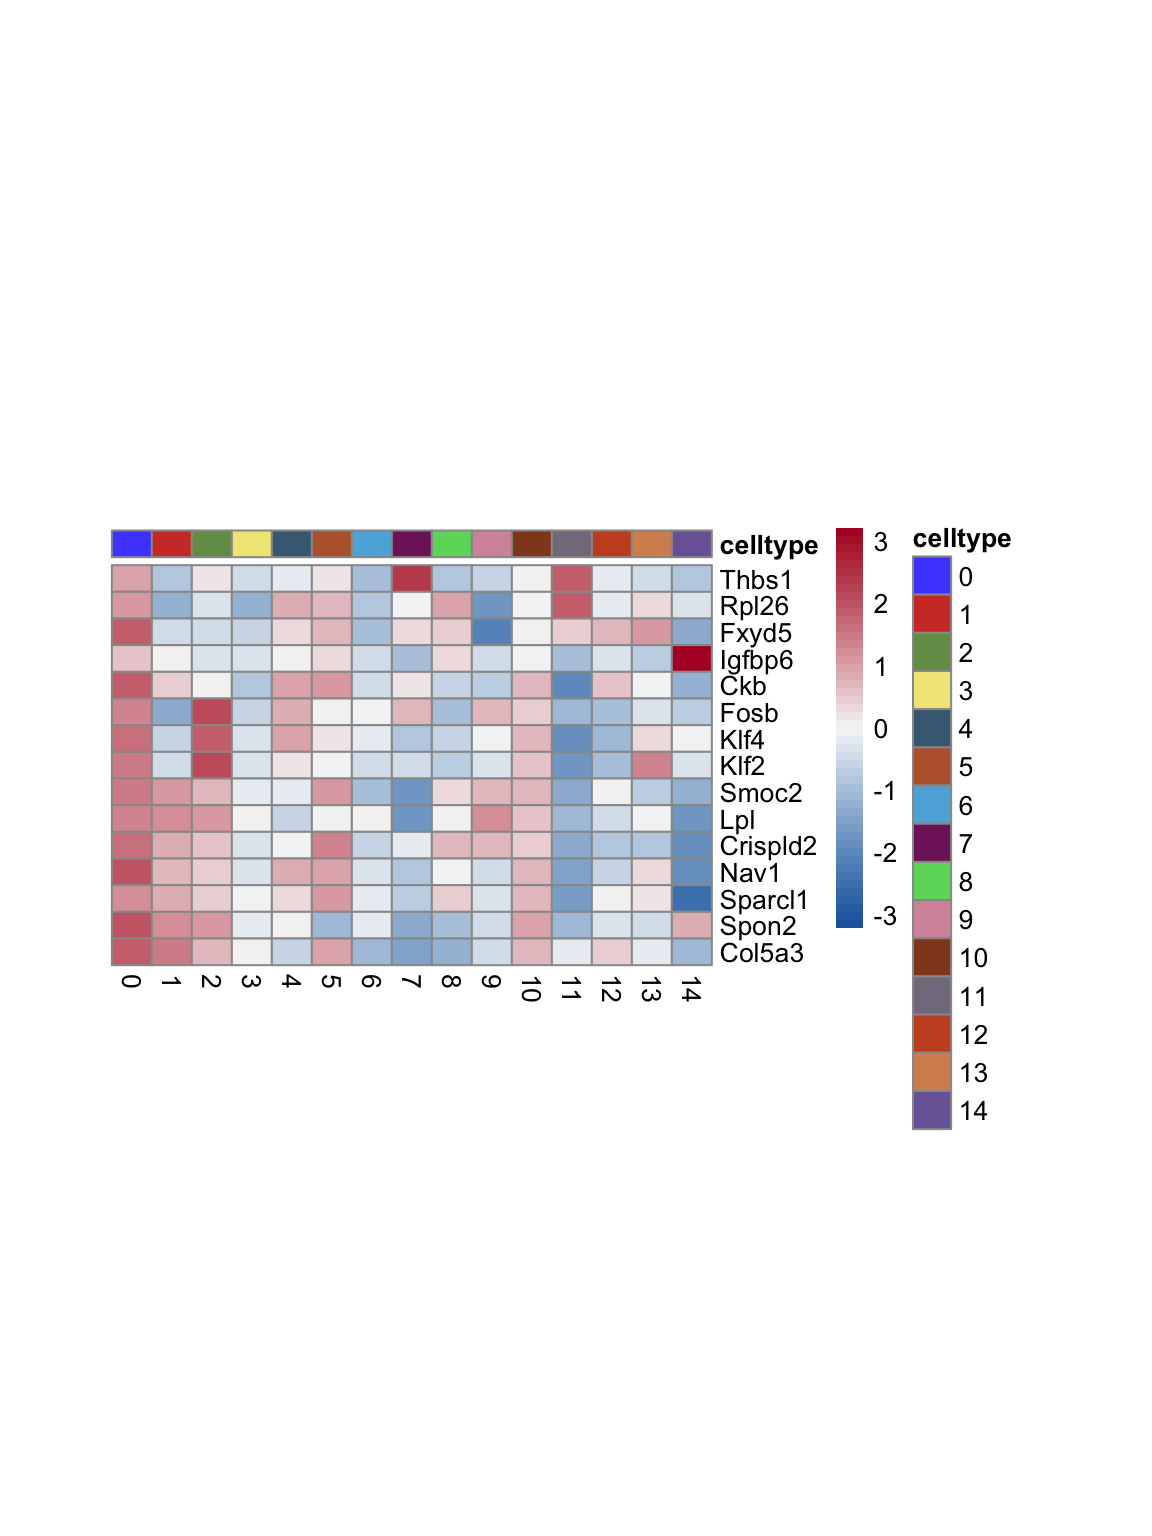 celltype
Thbs1
Rpl26
Fxyd5
Igfbp6
Ckb
Fosb
Klf4
Klf2
Smoc2
Lpl
Crispld2
Nav1
Sparcl1
Spon2
Col5a3
0 1 2 3 4 5 6 7 8 9 10 11 12 13 14
3
2
1
0
-1
-2
-3
celltype
0
1
2
3
4
5
6
7
8
9
10
11
12
13
14